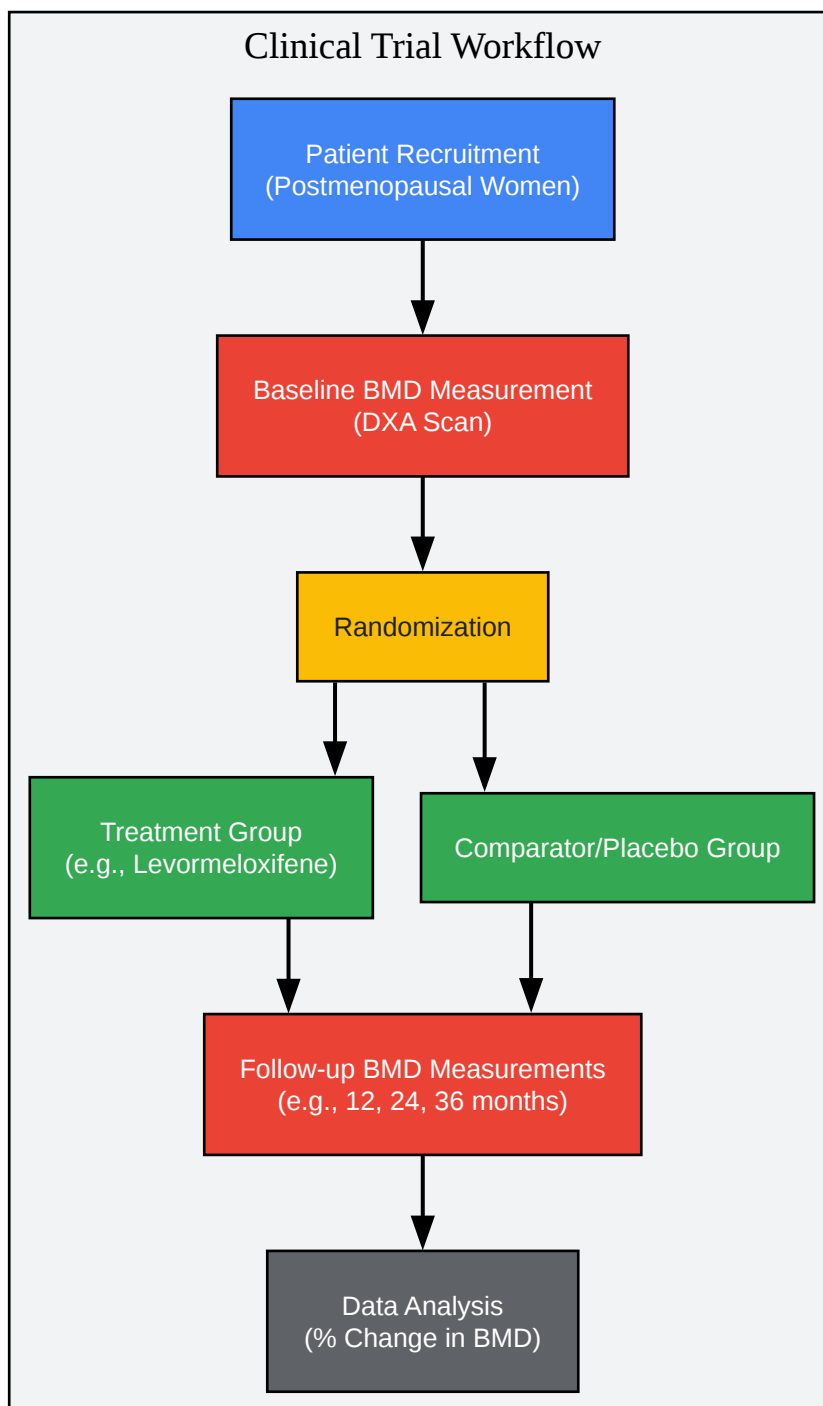 Clinical Trial Workflow
Patient Recruitment
(Postmenopausal Women)
Baseline BMD Measurement
(DXA Scan)
Randomization
Treatment Group
(e.g., Levormeloxifene)
Comparator/Placebo Group
Follow-up BMD Measurements
(e.g., 12, 24, 36 months)
Data Analysis
(% Change in BMD)